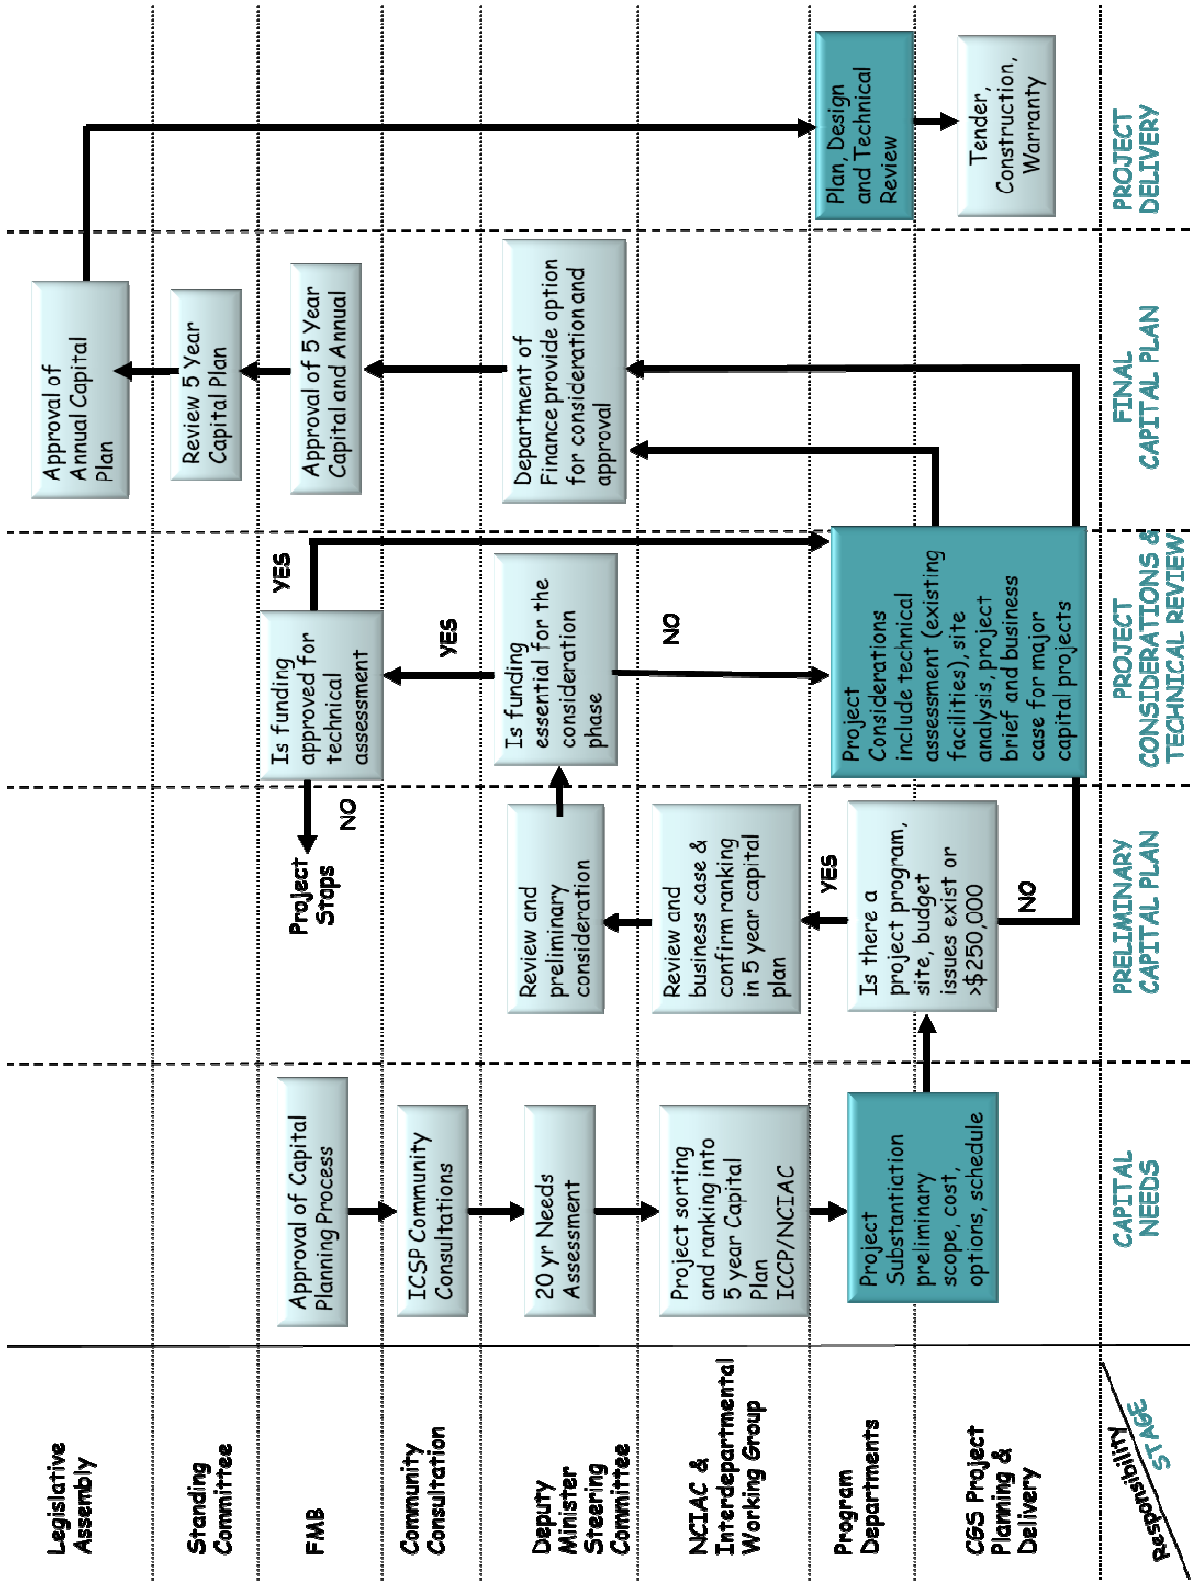 Legislative
Assembly
Standing
Committee
FMB
Approval of Capital
Planning Process
Community
Consultation
ICSP Community
Consultations
Deputy
Minister
Steering
Committee
20 yr Needs
Assessment
NCIAC &
Interdepartmental
Working Group
Project sorting
and ranking into
5 year Capital
Plan
ICCP/NCIAC
Program
Departments
CGS Project
Planning &
Delivery
Project
Substantiation
preliminary
scope, cost,
options, schedule
Responsibility
STAGE
CAPITAL
NEEDS
Project
Stops
NO
Review and
preliminary
consideration
Review and
business case &
confirm ranking
in 5 year capital
plan
YES
Is there a
project program,
site, budget
issues exist or
>$250,000
NO
PRELIMINARY
CAPITAL PLAN
Is funding
approved for
technical
assessment
YES
YES
Is funding
essential for the
consideration
phase
NO
Project
Considerations
include technical
assessment (existing
facilities), site
analysis, project
brief and business
case for major
capital projects
PROJECT
CONSIDERATIONS &
TECHNICAL REVIEW
Approval of
Annual Capital
Plan
Review 5 Year
Capital Plan
Approval of 5 Year
Capital and Annual
Department of
Finance provide option
for consideration and
approval
FINAL
CAPITAL PLAN
Plan, Design
and Technical
Review
Tender,
Construction,
Warranty
PROJECT
DELIVERY